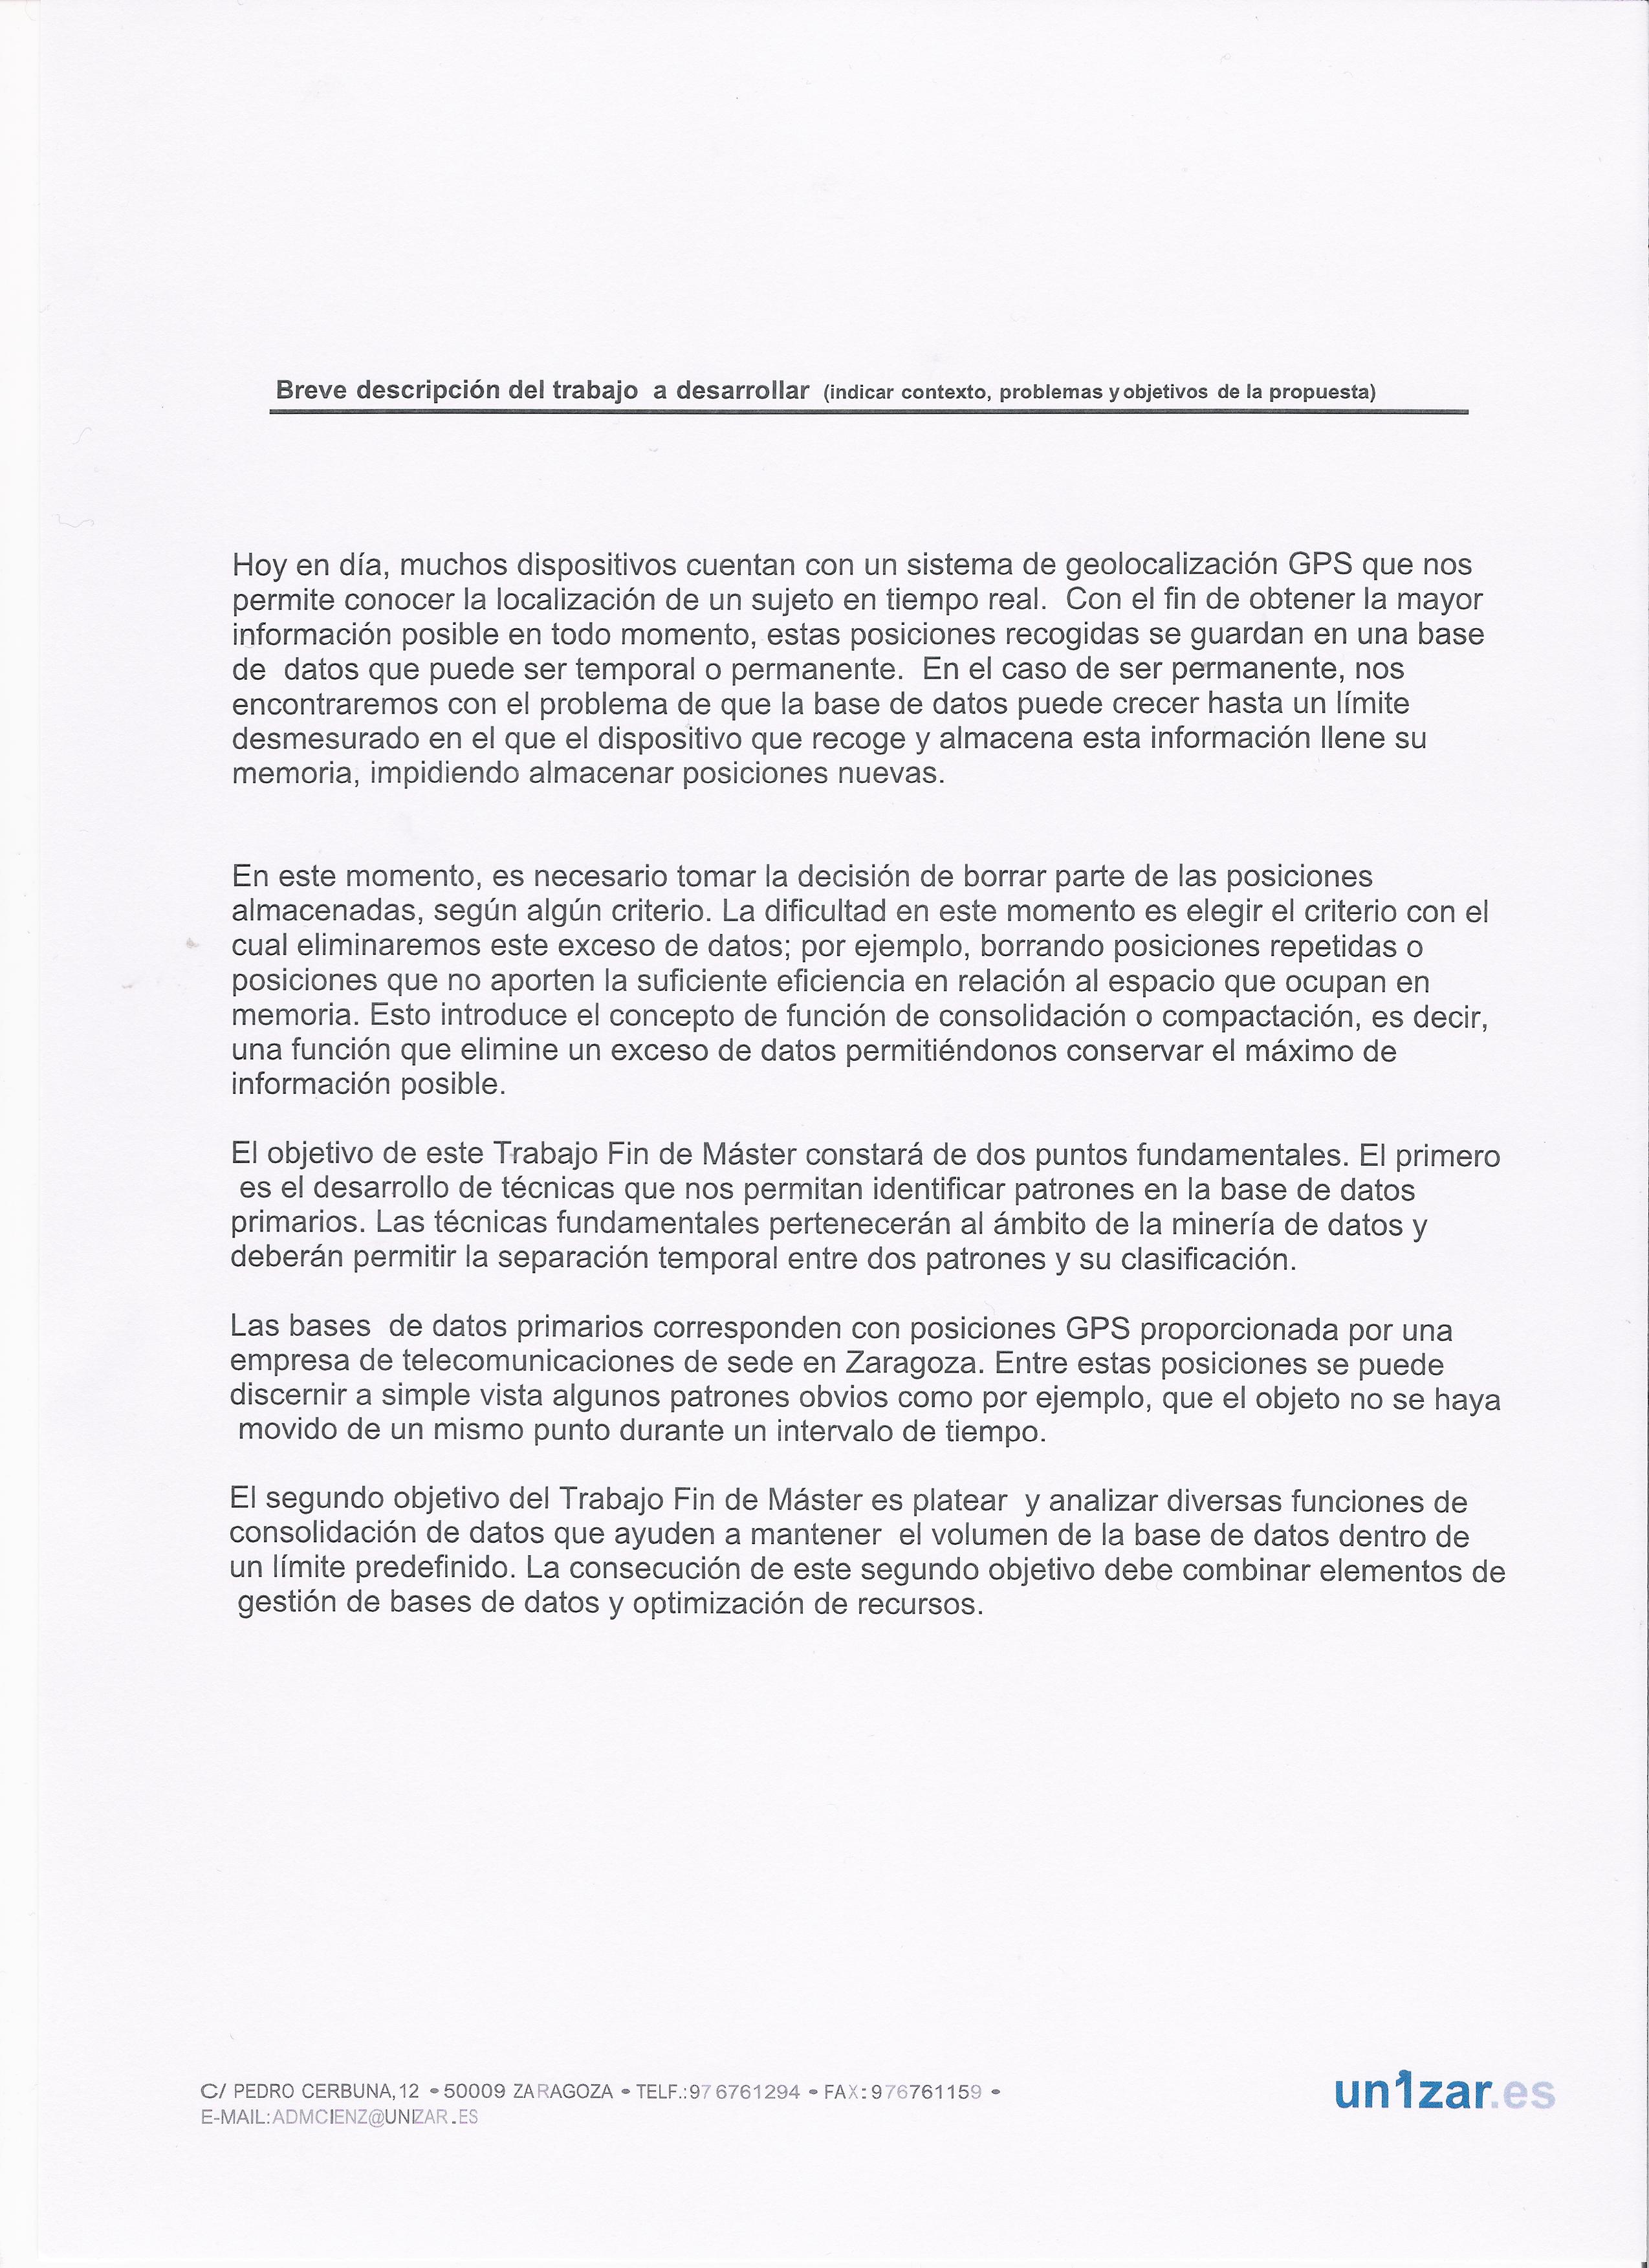 Breve descripción del trabajo a desarrollar (indicar contexto, problemas y objetivos de la propuesta)
Hoy en día, muchos dispositivos cuentan con un sistema de geolocalización GPS que nos
permite conocer la localización de un sujeto en tiempo real. Con el fin de obtener la mayor
información posible en todo momento, estas posiciones recogidas se guardan en una base
de datos que puede ser temporal o permanente. En el caso de ser permanente, nos
encontraremos con el problema de que la base de datos puede crecer hasta un límite
desmesurado en el que el dispositivo que recoge y almacena esta información llene su
memoria, impidiendo almacenar posiciones nuevas.
En este momento, es necesario tomar la decisión de borrar parte de las posiciones
almacenadas, según algún criterio. La dificultad en este momento es elegir el criterio con el
cual eliminaremos este exceso de datos; por ejemplo, borrando posiciones repetidas o
posiciones que no aporten la suficiente eficiencia en relación al espacio que ocupan en
memoria. Esto introduce el concepto de función de consolidación o compactación, es decir,
una función que elimine un exceso de datos permitiéndonos conservar el máximo de
información posible.
El objetivo de este Trabajo Fin de Máster constará de dos puntos fundamentales. El primero
es el desarrollo de técnicas que nos permitan identificar patrones en la base de datos
primarios. Las técnicas fundamentales pertenecerán al ámbito de la minería de datos y
deberán permitir la separación temporal entre dos patrones y su clasificación.
Las bases de datos primarios corresponden con posiciones GPS proporcionada por una
empresa de telecomunicaciones de sede en Zaragoza. Entre estas posiciones se puede
discernir a simple vista algunos patrones obvios como por ejemplo, que el objeto no se haya
movido de un mismo punto durante un intervalo de tiempo.
El segundo objetivo del Trabajo Fin de Máster es platear y analizar diversas funciones de
consolidación de datos que ayuden a mantener el volumen de la base de datos dentro de
un límite predefinido. La consecución de este segundo objetivo debe combinar elementos de
gestión de bases de datos y optimización de recursos.
C/ PEDRO CERBUNA,12 • 50009 ZARAGOZA • TELF.:976761294 • FAX:976761159 •
E-MAIL:ADMCIENZ@UNIZAR.ES
un1zar.es